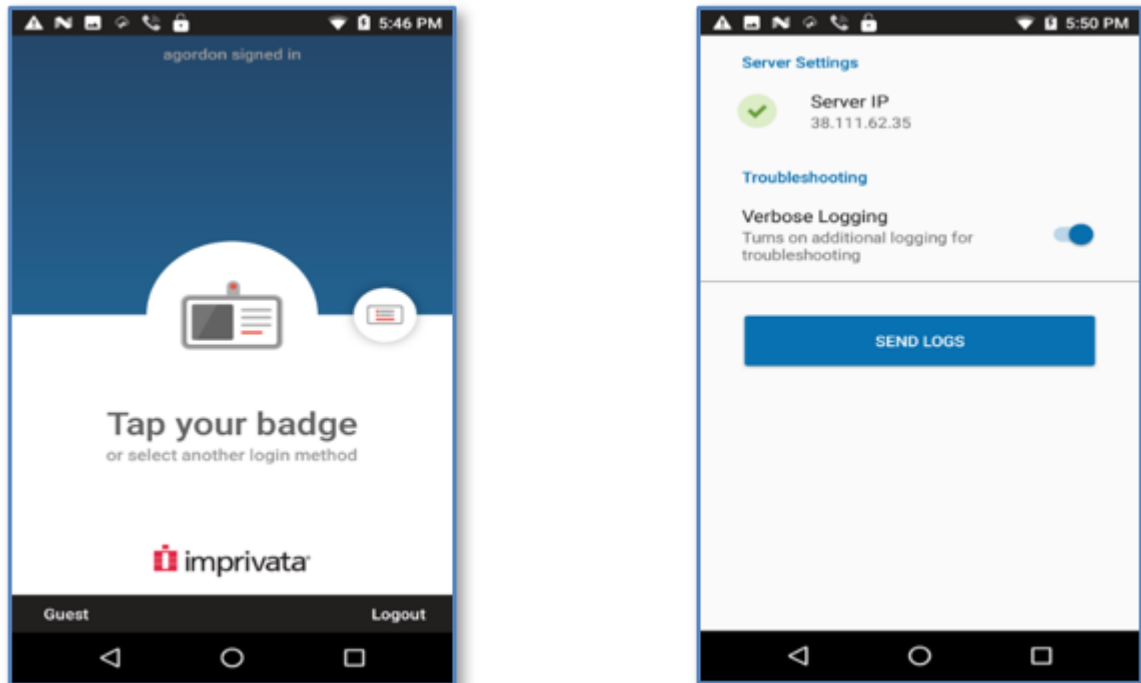 5:46 PM
agordon signed in
Tap your badge
or select another login method
imprivata
Guest
Logout
5:50 PM
Server Settings
Server IP
38.111.62.35
Troubleshooting
Verbose Logging
Turns on additional logging for
troubleshooting
SEND LOGS